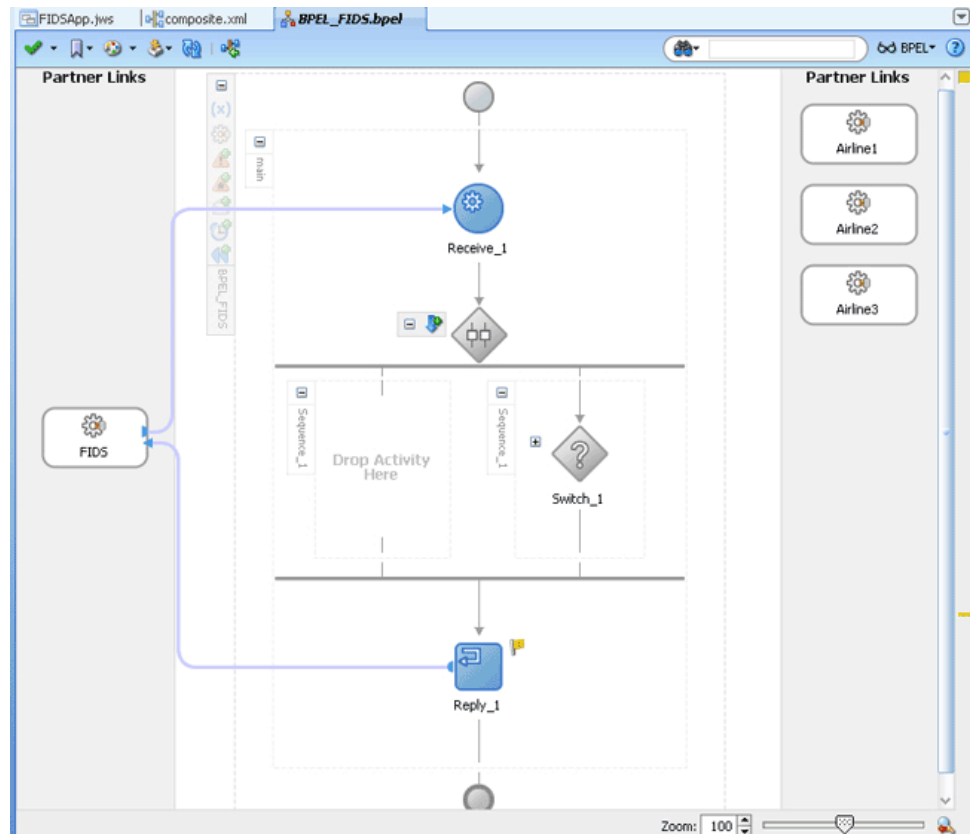 FIDSApp.jws composite.xml BPEL_FIDS.bpel
BPEL
Partner Links
Partner Links
main
BPEL_FIDS
Receive_1
Airline1
Airline2
Airline3
FIDS
Sequence_1
Drop Activity
Here
Sequence_1
Switch_1
Reply_1
Zoom: 100